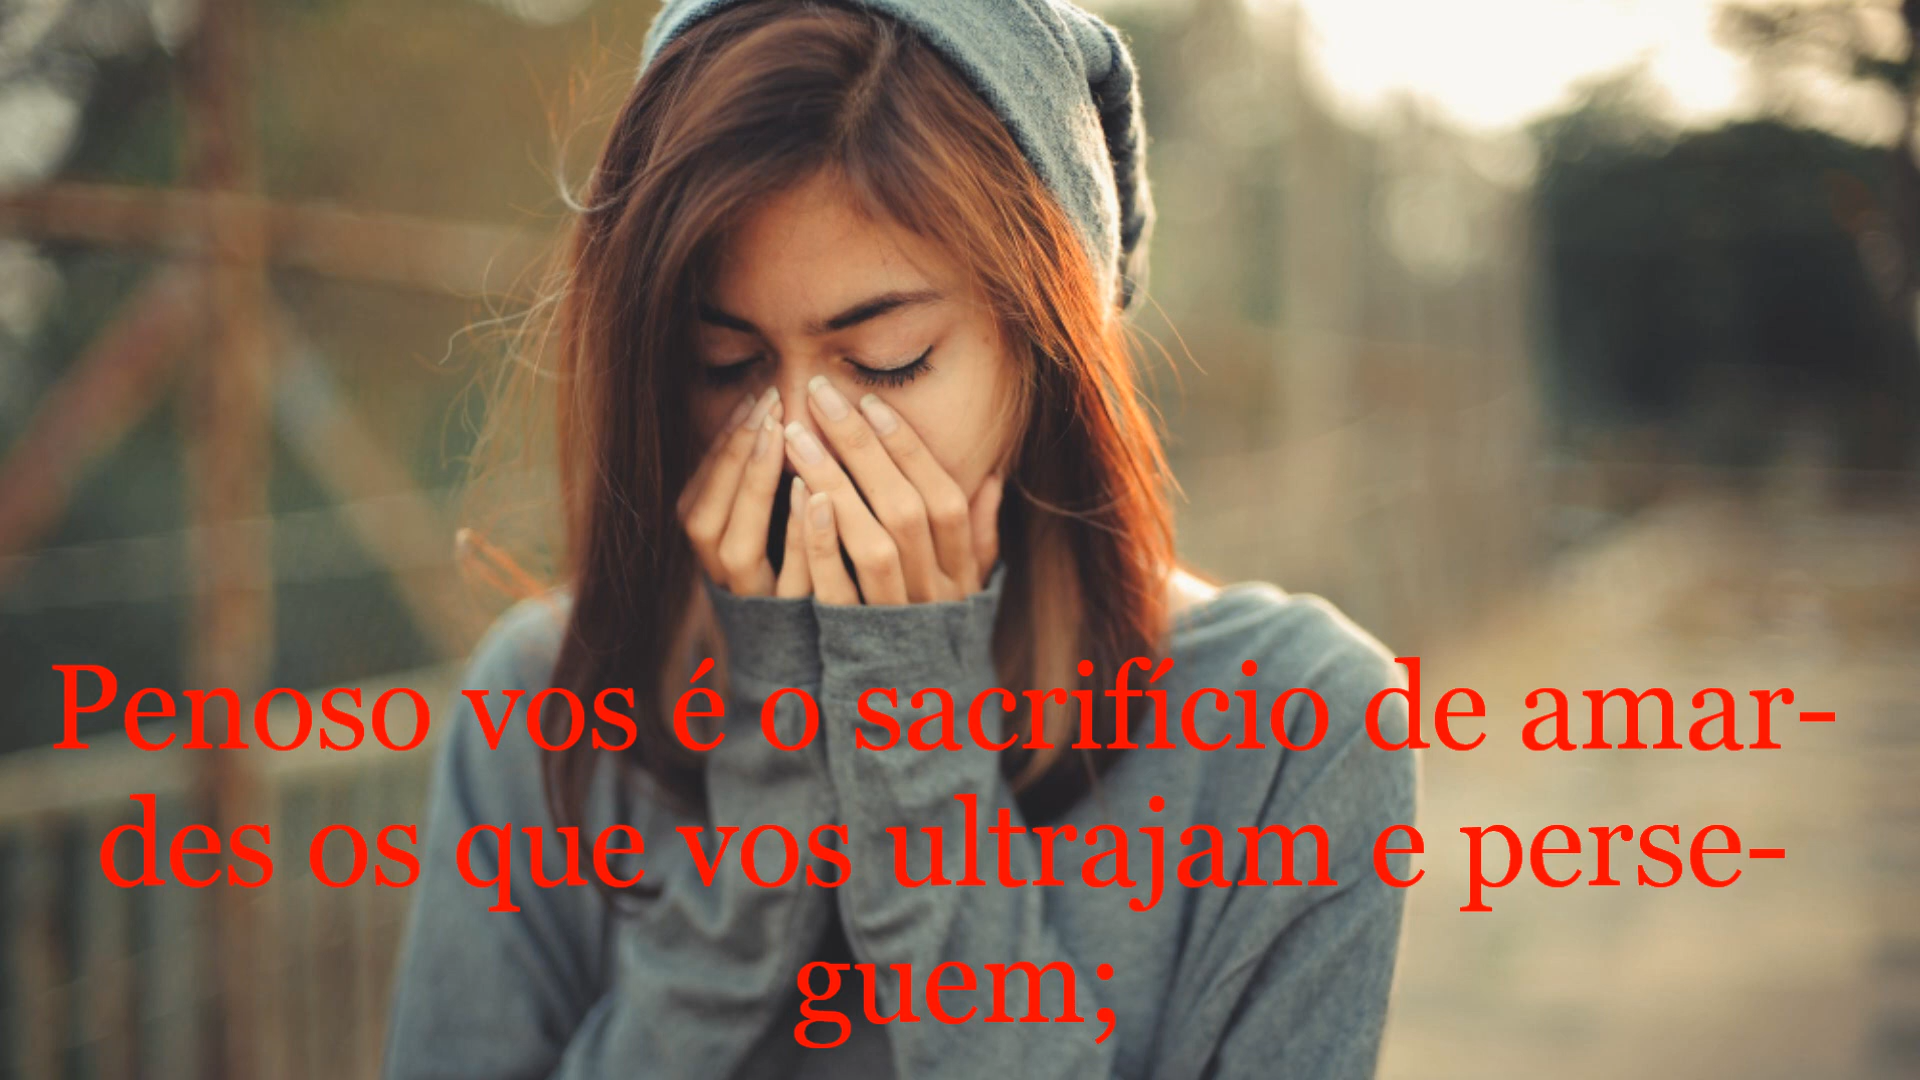 Penoso vos é o sacrifício de amar-
des os que vos ultrajam e perse-
guem;